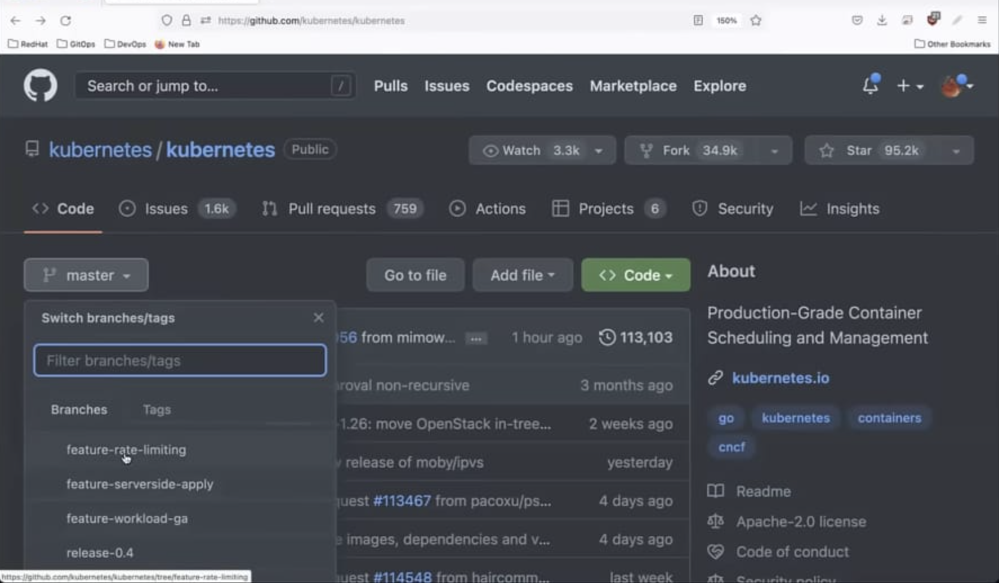 https://github.com/kubernetes/kubernetes
150%
RedHat
GitOps
DevOps
New Tab
Other Bookmarks
Search or jump to...
/
Pulls
Issues
Codespaces
Marketplace
Explore
kubernetes / kubernetes
Public
Watch 3.3k
Fork 34.9k
Star 95.2k
Code
Issues 1.6k
Pull requests 759
Actions
Projects 6
Security
Insights
master
Go to file
Add file
Code
Switch branches/tags
Filter branches/tags
Branches
Tags
feature-rate-limiting
feature-serverside-apply
feature-workload-ga
release-0.4
56 from mimow... ... 1 hour ago 113,103
roval non-recursive 3 months ago
-1.26: move OpenStack in-tree... 2 weeks ago
release of moby/ipvs yesterday
uest #113467 from pacoxu/ps... 4 days ago
e images, dependencies and v... 4 days ago
uest #114548 from haircomm... last week
About
Production-Grade Container
Scheduling and Management
kubernetes.io
go
kubernetes
containers
cncf
Readme
Apache-2.0 license
Code of conduct
Security policy
https://github.com/kubernetes/kubernetes/tree/feature-rate-limiting